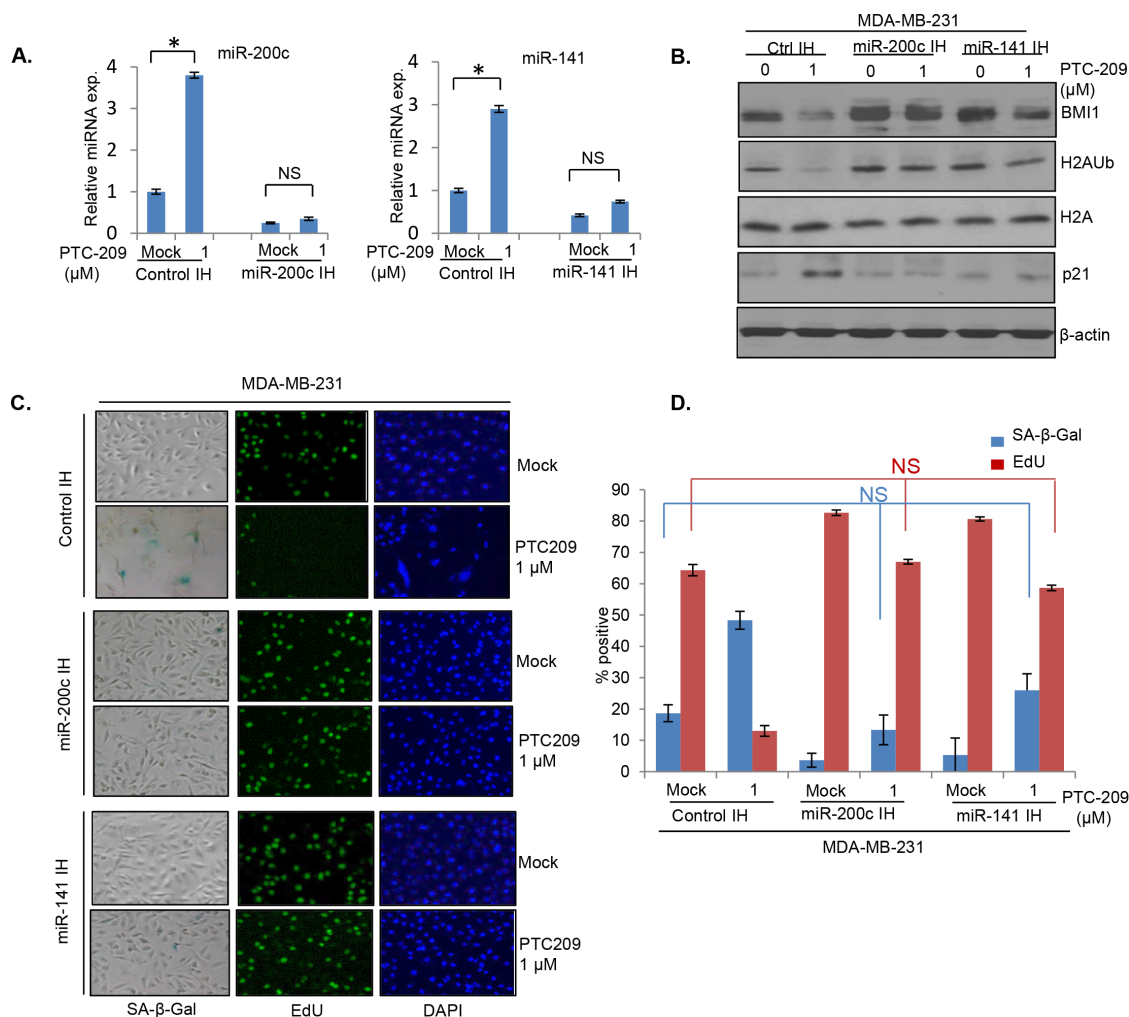 A.
miR-200c
*
Relative miRNA exp.
4
3
2
1
0
PTC-209
(µM)
Mock 1
Control IH
Mock 1
miR-200c IH
NS
miR-141
*
Relative miRNA exp.
4
3
2
1
0
PTC-209
(µM)
Mock 1
Control IH
Mock 1
miR-141 IH
NS
B.
MDA-MB-231
Ctrl IH miR-200c IH miR-141 IH
0 1 0 1 0 1 PTC-209
(µM)
BMI1
H2AUb
H2A
p21
β-actin
C.
MDA-MB-231
Control IH
Mock
PTC209
1 µM
miR-200c IH
Mock
PTC209
1 µM
miR-141 IH
Mock
PTC209
1 µM
SA-β-Gal EdU DAPI
D.
SA-β-Gal
EdU
NS
NS
% positive
90
80
70
60
50
40
30
20
10
0
Mock 1 Mock 1 Mock 1 PTC-209
(µM)
Control IH miR-200c IH miR-141 IH
MDA-MB-231